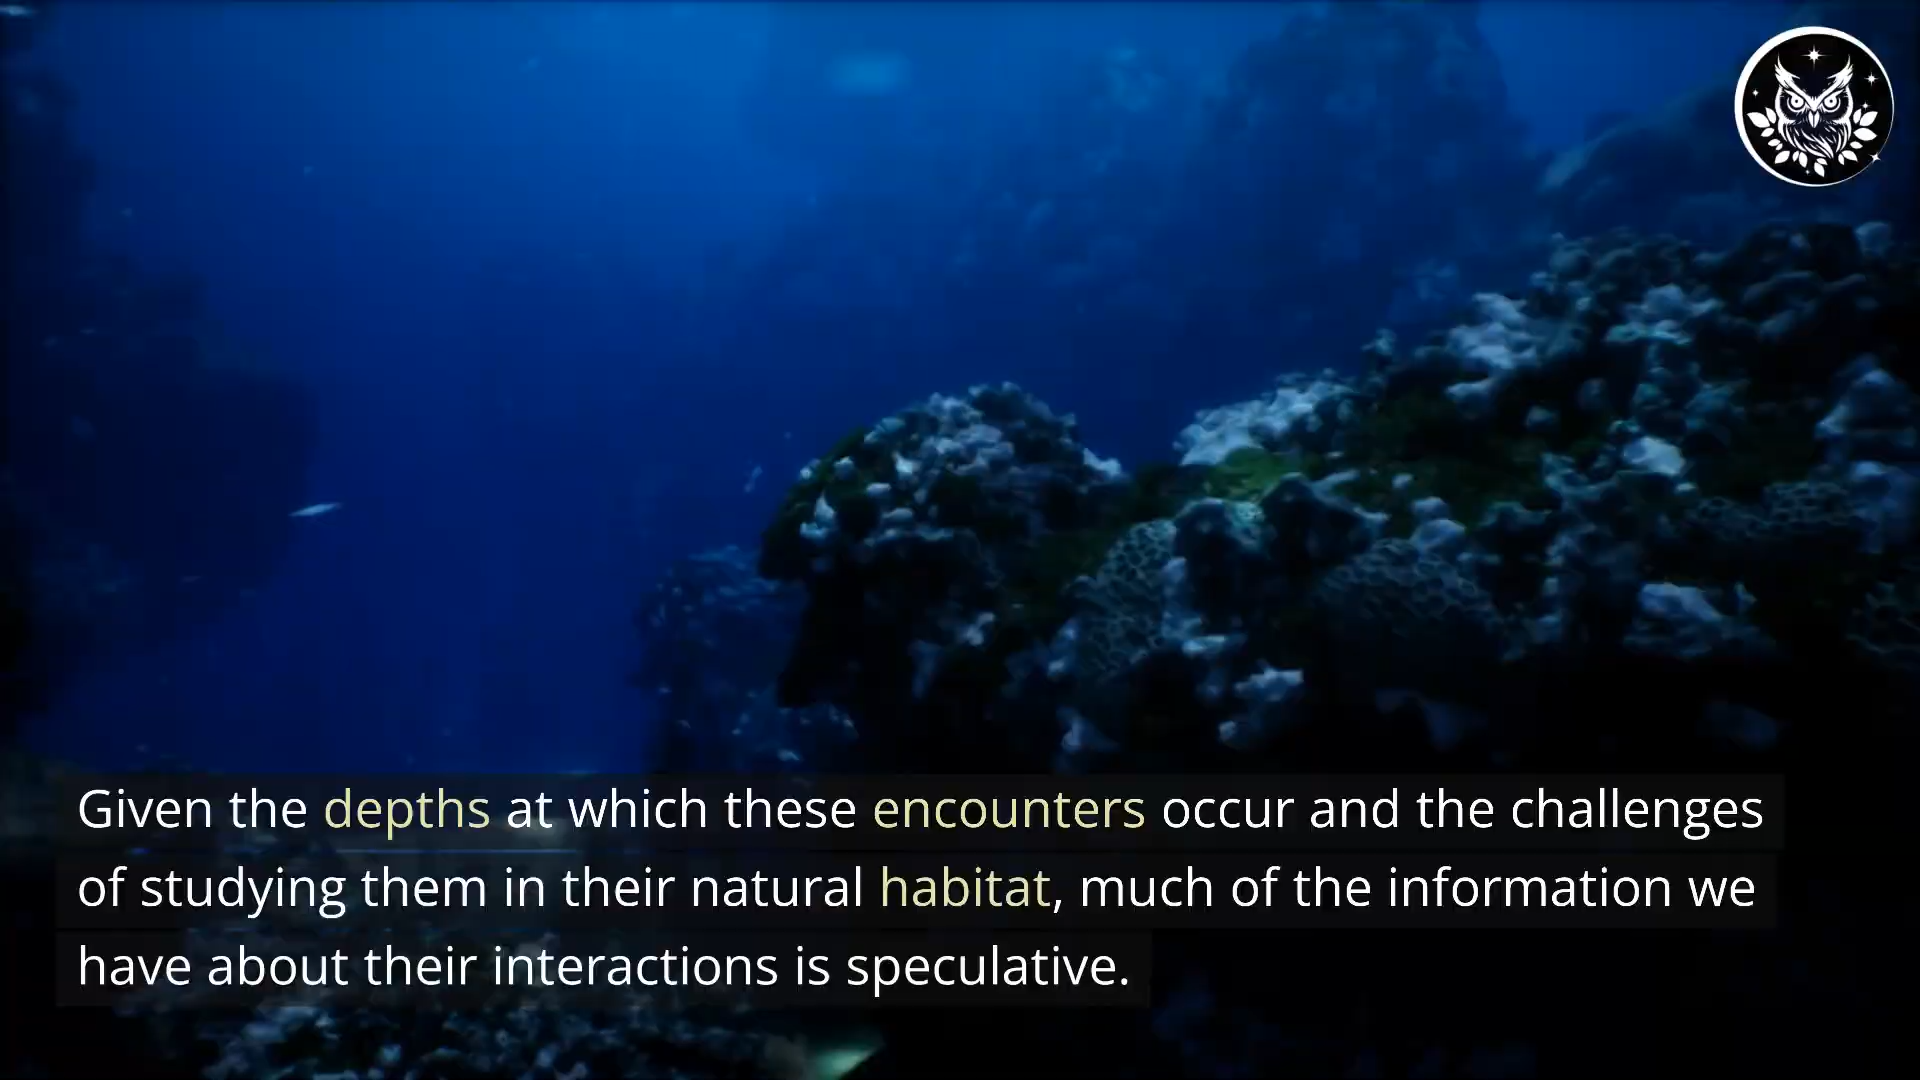 Given the depths at which these encounters occur and the challenges
of studying them in their natural habitat, much of the information we
have about their interactions is speculative.